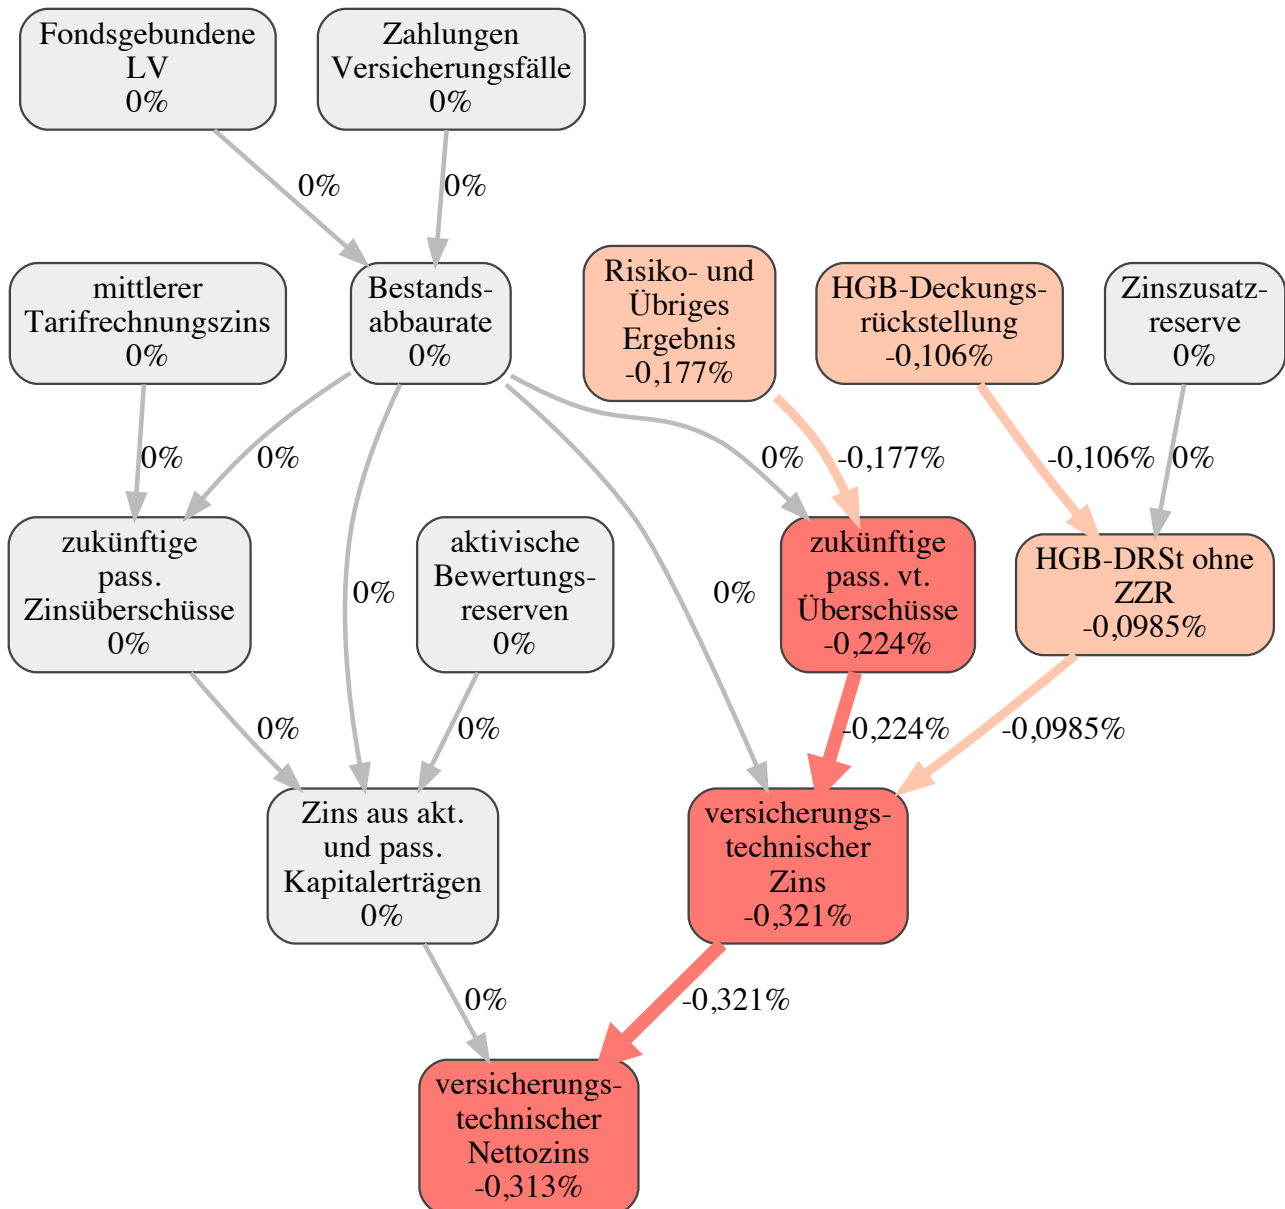 Fondsgebundene
LV
0%
Zahlungen
Versicherungsfälle
0%
0%
0%
mittlerer
Tarifrechnungszins
0%
Bestands-
abbaurate
0%
Risiko- und
Übriges
Ergebnis
-0,177%
HGB-Deckungs-
rückstellung
-0,106%
Zinszusatz-
reserve
0%
0%
0%
0%
-0,177%
-0,106%
0%
zukünftige
pass.
Zinsüberschüsse
0%
0%
aktivische
Bewertungs-
reserven
0%
0%
zukünftige
pass. vt.
Überschüsse
-0,224%
HGB-DRSt ohne
ZZR
-0,0985%
0%
0%
-0,224%
-0,0985%
Zins aus akt.
und pass.
Kapitalerträgen
0%
versicherungs-
technischer
Zins
-0,321%
0%
-0,321%
versicherungs-
technischer
Nettozins
-0,313%